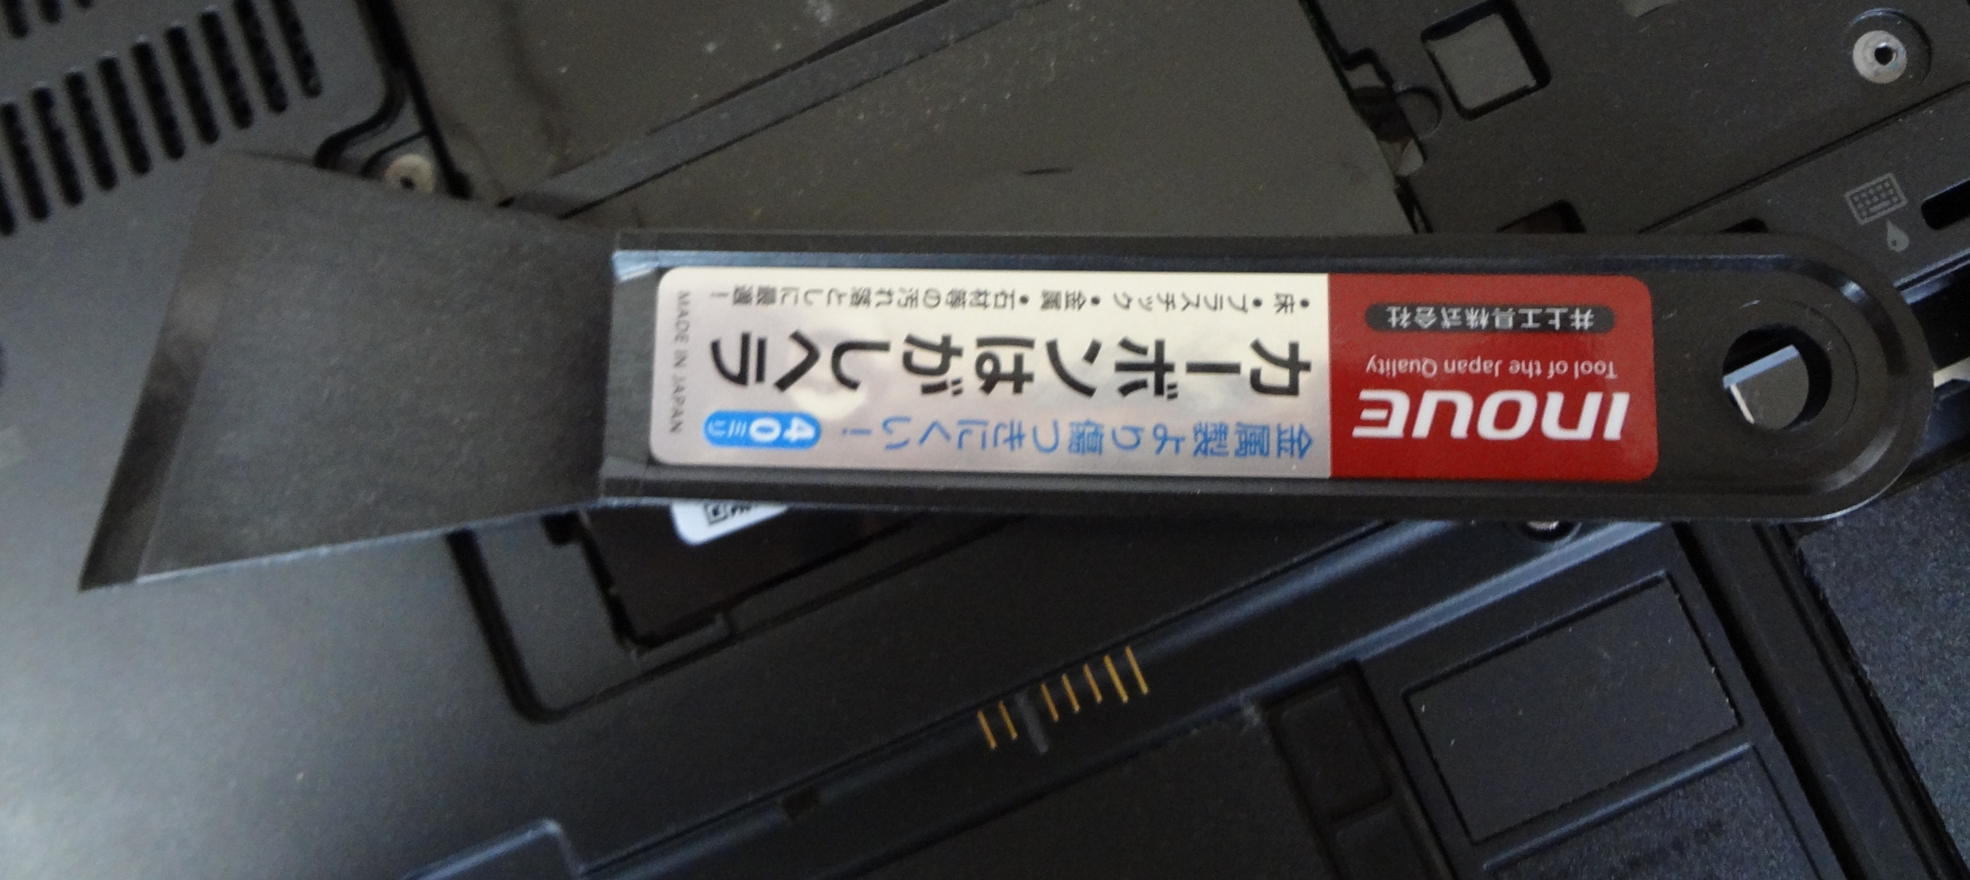 INOUE
Tool of the Japan Quality
井上工具株式会社
金属製より傷つきにくい!
40ミリ
カーボンはがしヘラ
•床•プラスチック•金属•石材等の汚れ落としに最適!
MADE IN JAPAN